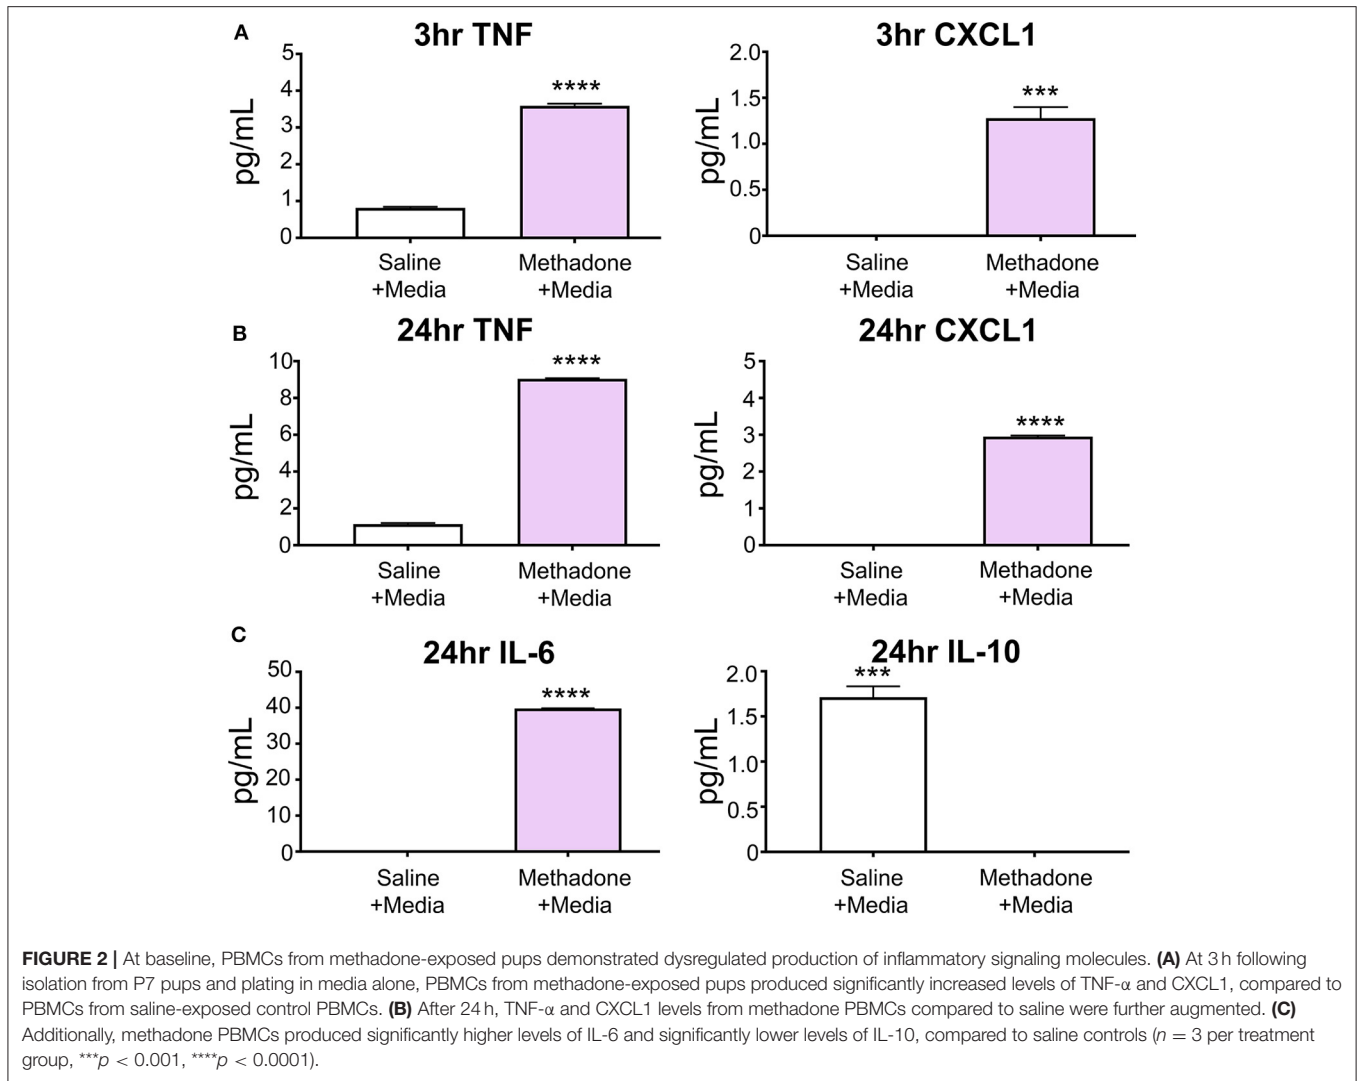 A
3hr TNF
3hr CXCL1
pg/mL
5
4
3
2
1
0
****
Saline
+Media
Methadone
+Media
pg/mL
2.0
1.5
1.0
0.5
0
***
Saline
+Media
Methadone
+Media
B
24hr TNF
24hr CXCL1
pg/mL
10
8
6
4
2
0
****
Saline
+Media
Methadone
+Media
pg/mL
5
4
3
2
1
0
****
Saline
+Media
Methadone
+Media
C
24hr IL-6
24hr IL-10
pg/mL
50
40
30
20
10
0
****
Saline
+Media
Methadone
+Media
pg/mL
2.0
1.5
1.0
0.5
0
***
Saline
+Media
Methadone
+Media
FIGURE 2 | At baseline, PBMCs from methadone-exposed pups demonstrated dysregulated production of inflammatory signaling molecules. (A) At 3 h following
isolation from P7 pups and plating in media alone, PBMCs from methadone-exposed pups produced significantly increased levels of TNF-α and CXCL1, compared to
PBMCs from saline-exposed control PBMCs. (B) After 24 h, TNF-α and CXCL1 levels from methadone PBMCs compared to saline were further augmented. (C)
Additionally, methadone PBMCs produced significantly higher levels of IL-6 and significantly lower levels of IL-10, compared to saline controls (n = 3 per treatment
group, ***p < 0.001, ****p < 0.0001).